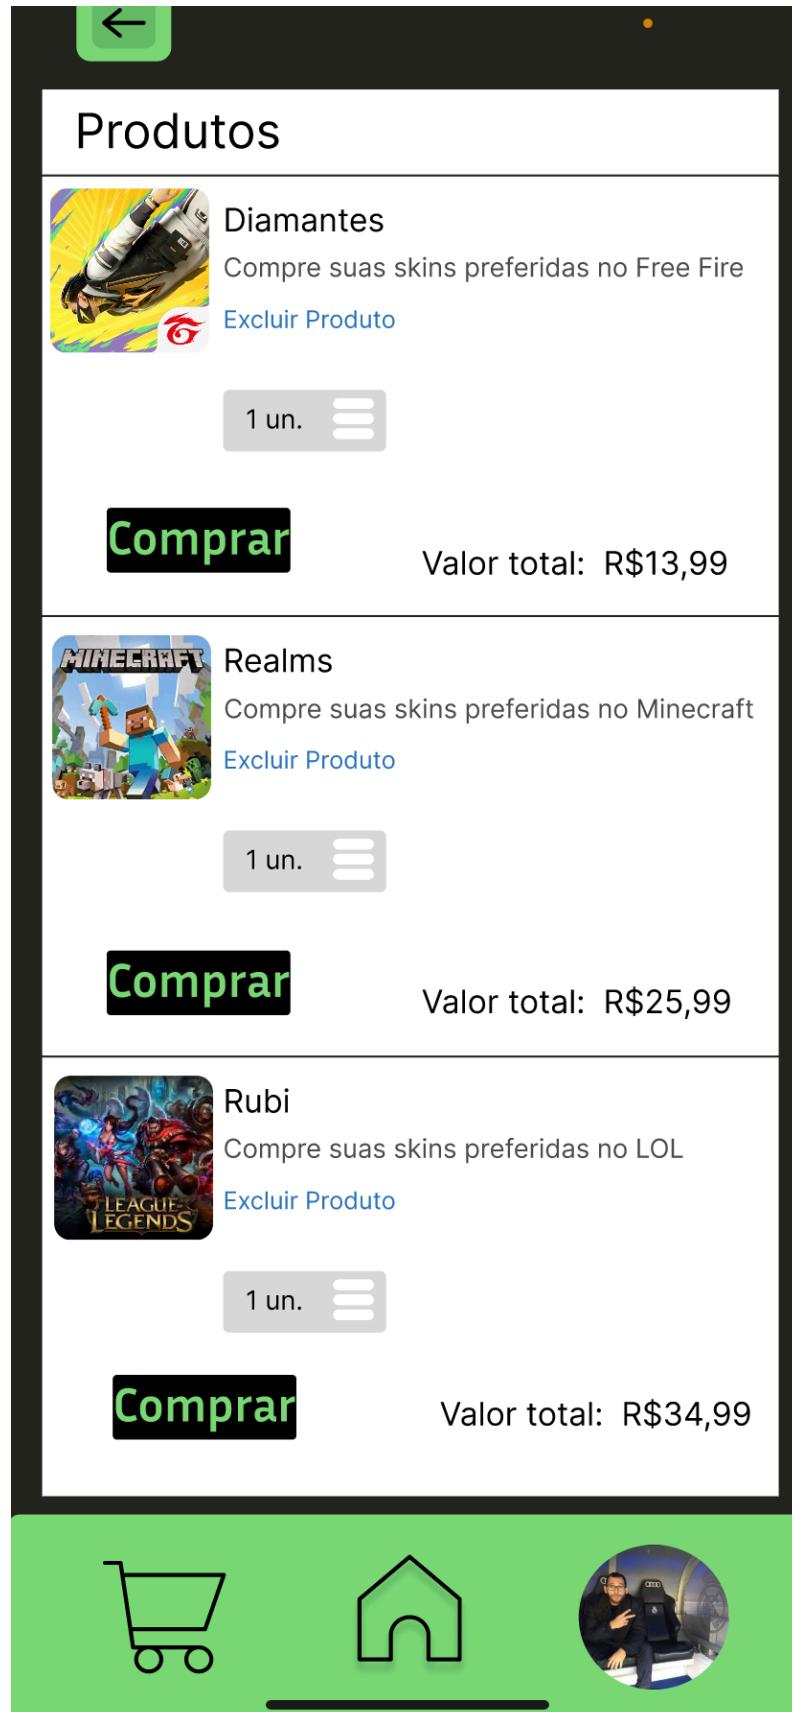 Produtos
Diamantes
Compre suas skins preferidas no Free Fire
Excluir Produto
1 un.
Comprar
Valor total: R$13,99
MINECRAFT
Realms
Compre suas skins preferidas no Minecraft
Excluir Produto
1 un.
Comprar
Valor total: R$25,99
Rubi
Compre suas skins preferidas no LOL
Excluir Produto
LEAGUE
LEGENDS
1 un.
Comprar
Valor total: R$34,99